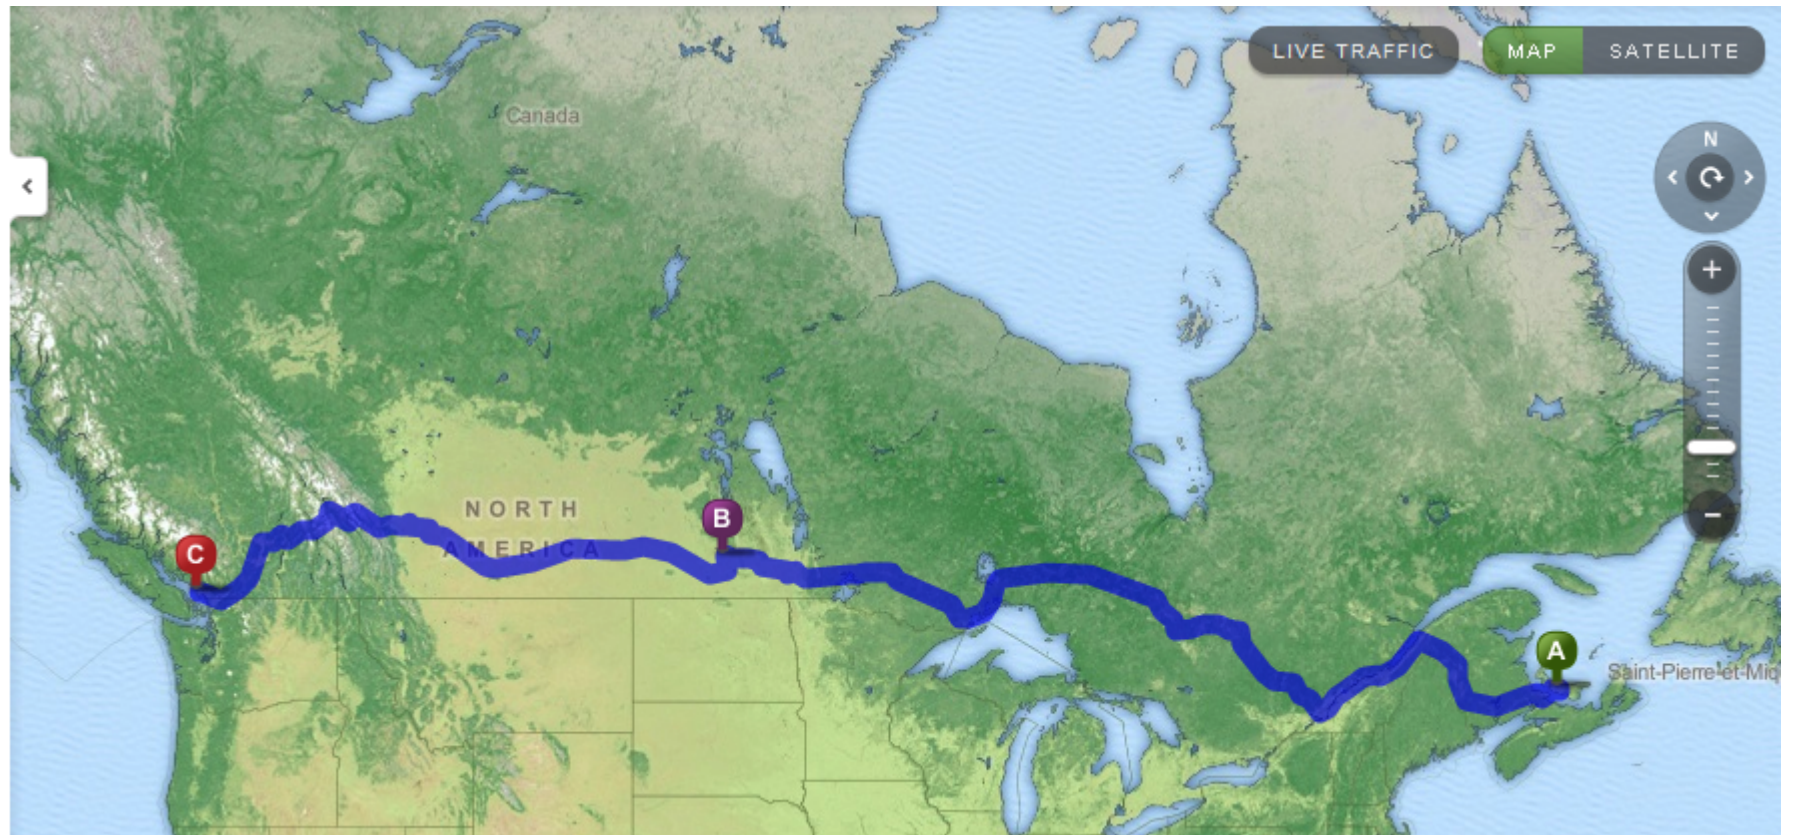 LIVE TRAFFIC
MAP
SATELLITE
Canada
N
NORTH
AMERICA
B
C
A
Saint-Pierre-et-Miq